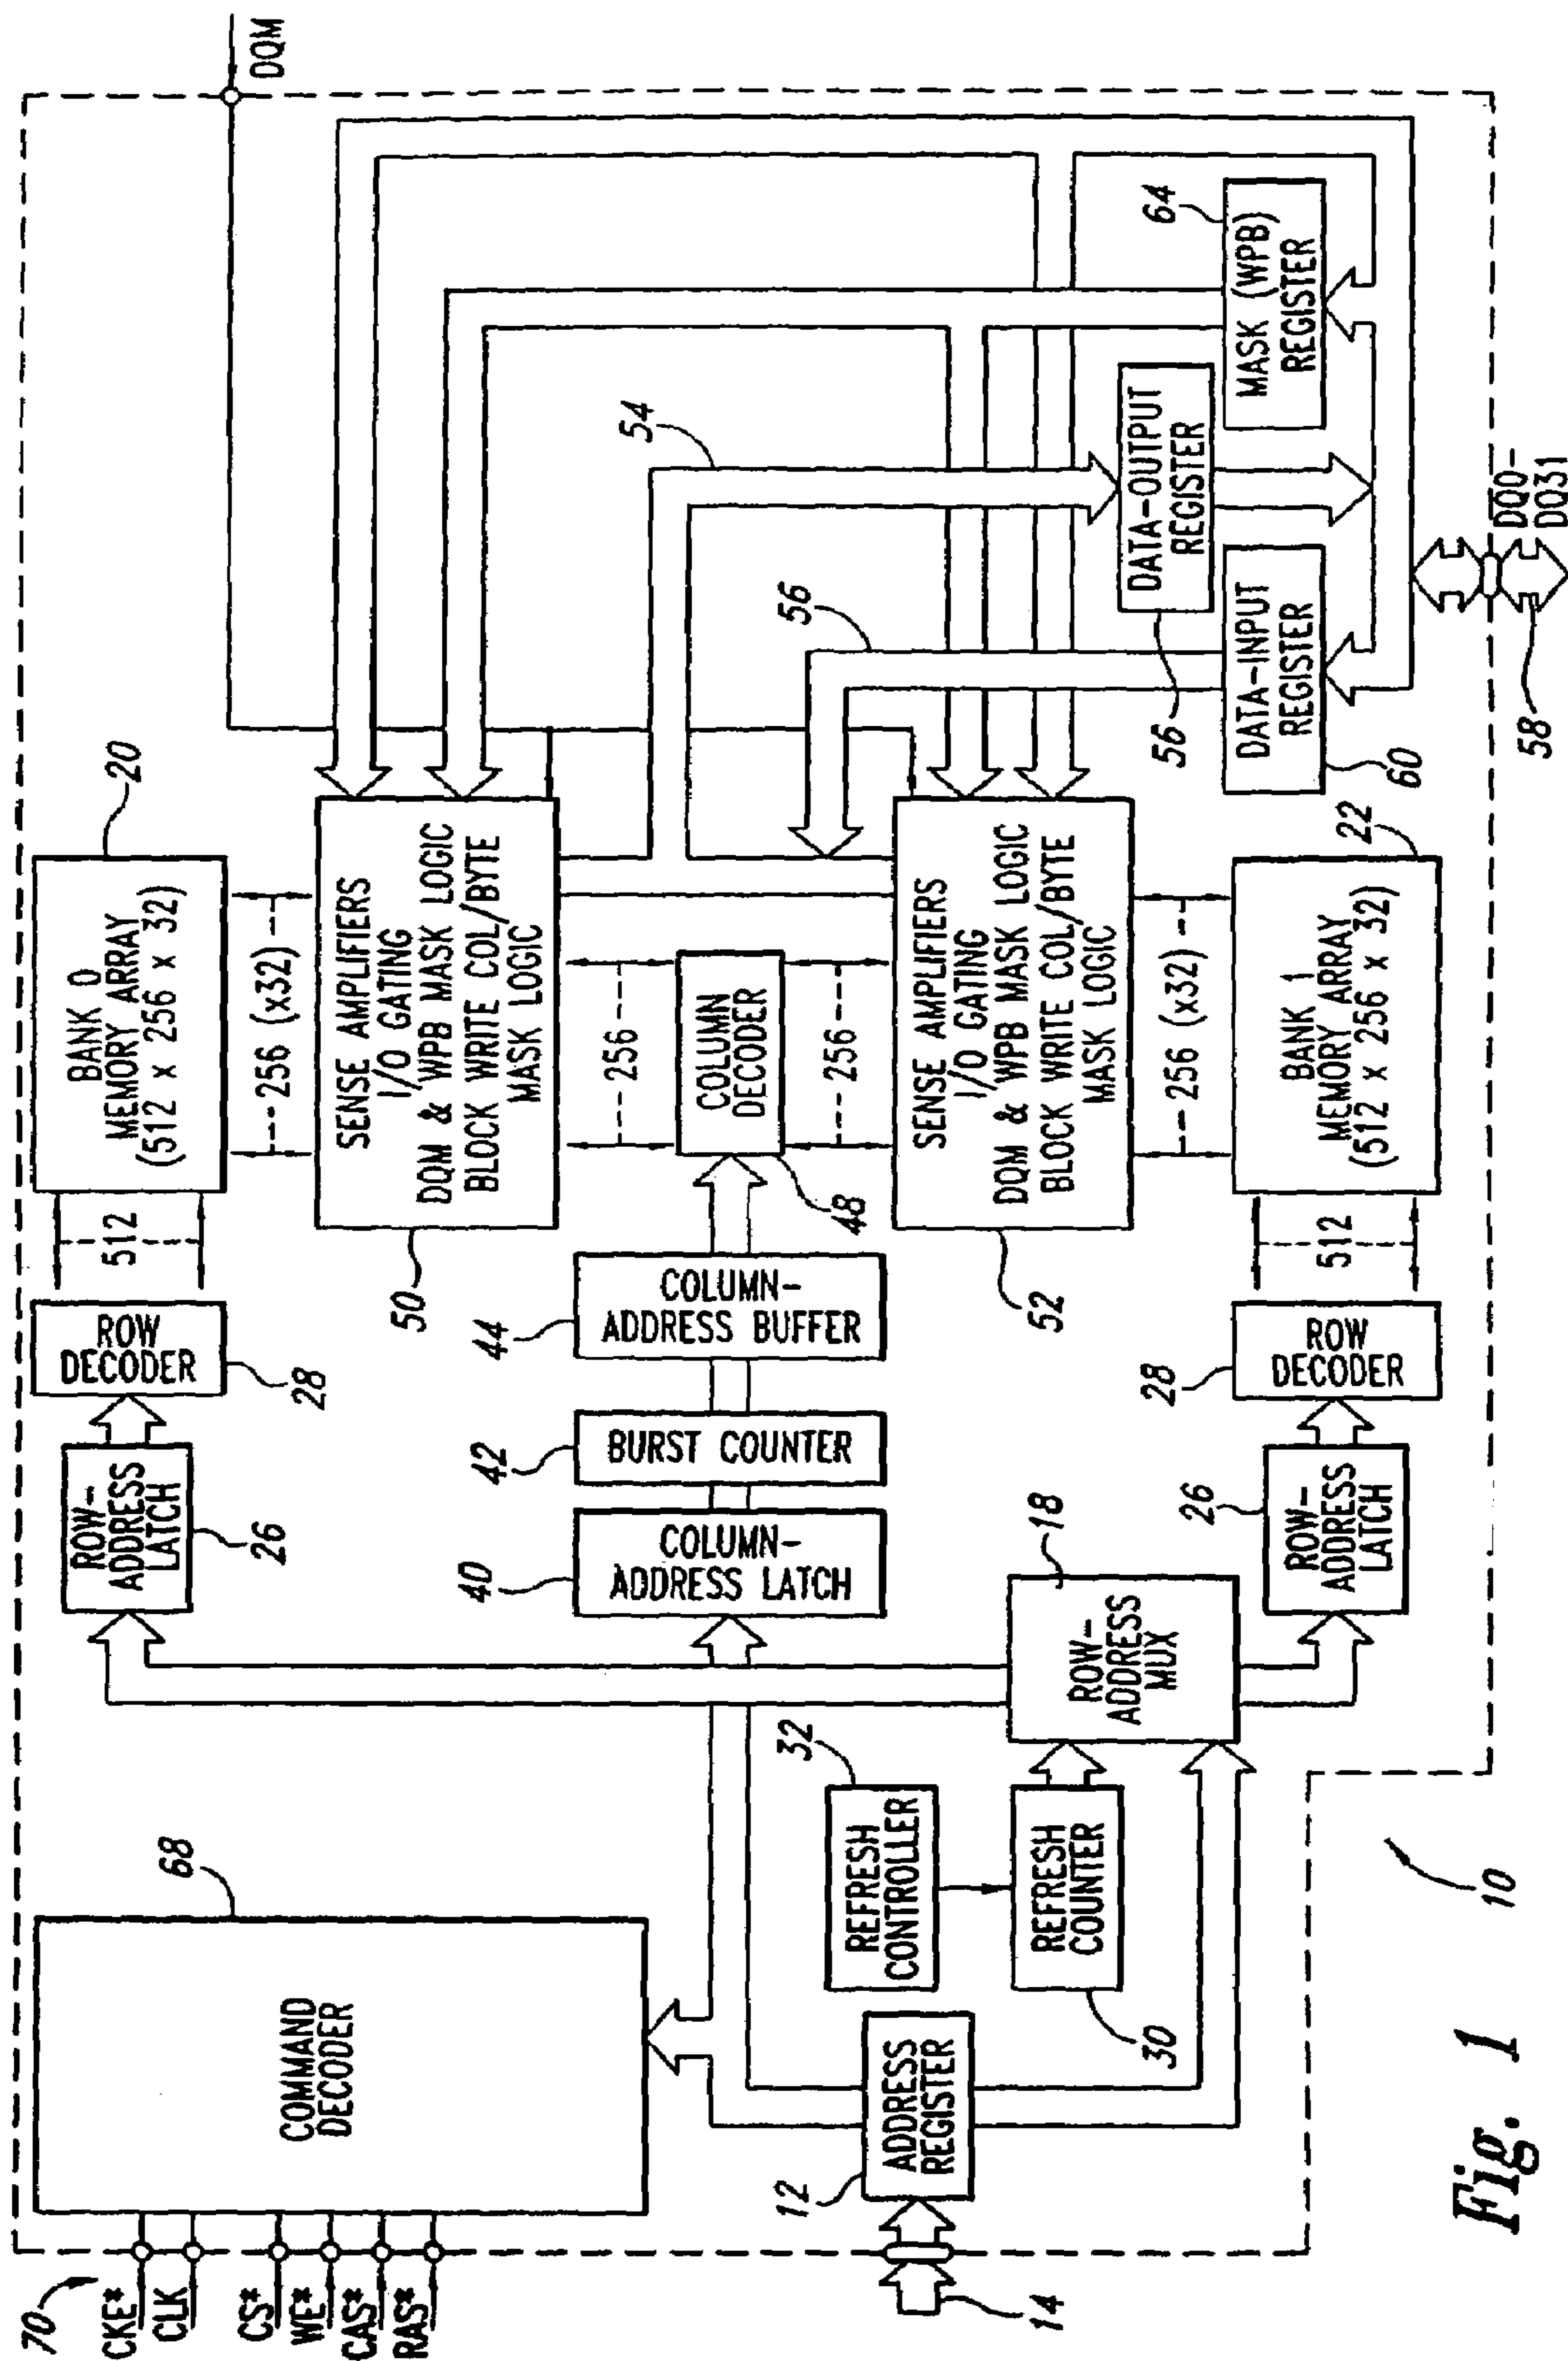 70
CKE*
CLK
CS*
WE*
CAS*
RAS*
COMMAND
DECODER
68
14
12
ADDRESS
REGISTER
REFRESH
CONTROLLER
32
REFRESH
COUNTER
30
ROW-
ADDRESS
MUX
18
ROW-
ADDRESS
LATCH
26
ROW
DECODER
28
512
BANK 0
MEMORY ARRAY
(512 x 256 x 32)
20
256 (x32)
SENSE AMPLIFIERS
I/O GATING
DQM & WPB MASK LOGIC
BLOCK WRITE COL/BYTE
MASK LOGIC
50
256
COLUMN-
ADDRESS LATCH
40
BURST COUNTER
42
COLUMN-
ADDRESS BUFFER
44
COLUMN
DECODER
48
256
SENSE AMPLIFIERS
I/O GATING
DQM & WPB MASK LOGIC
BLOCK WRITE COL/BYTE
MASK LOGIC
52
256 (x32)
ROW-
ADDRESS
LATCH
26
ROW
DECODER
28
512
BANK 1
MEMORY ARRAY
(512 x 256 x 32)
22
DQM
54
56
DATA-OUTPUT
REGISTER
56
DATA-INPUT
REGISTER
60
MASK (WPB)
REGISTER
64
DQ0-
DQ31
58
10
Fig. 1